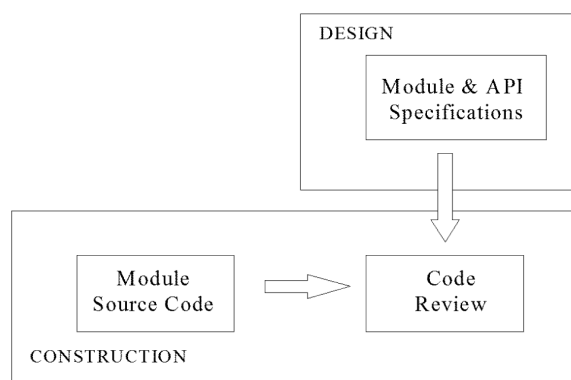 DESIGN
Module & API
Specifications
Module
Source Code
Code
Review
CONSTRUCTION